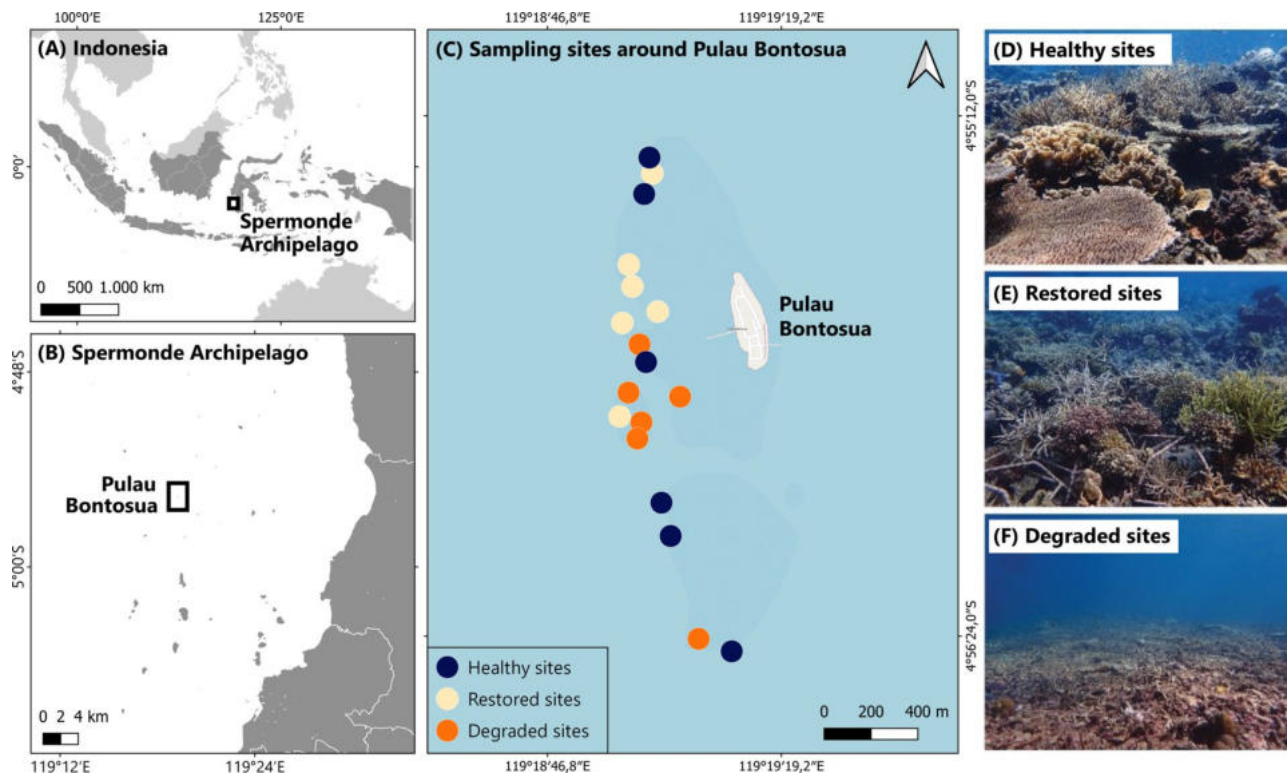 100°0'E
125°0'E
(A) Indonesia
0°0'
Spermonde
Archipelago
0 500 1.000 km
(B) Spermonde Archipelago
4°48'S
Pulau
Bontosua
5°00'S
0 2 4 km
119°12'E
119°24'E
119°18'46,8"E
119°19'19,2"E
(C) Sampling sites around Pulau Bontosua
4°55'12,0"S
Pulau
Bontosua
4°56'24,0"S
Healthy sites
Restored sites
Degraded sites
0 200 400 m
119°18'46,8"E
119°19'19,2"E
(D) Healthy sites
(E) Restored sites
(F) Degraded sites